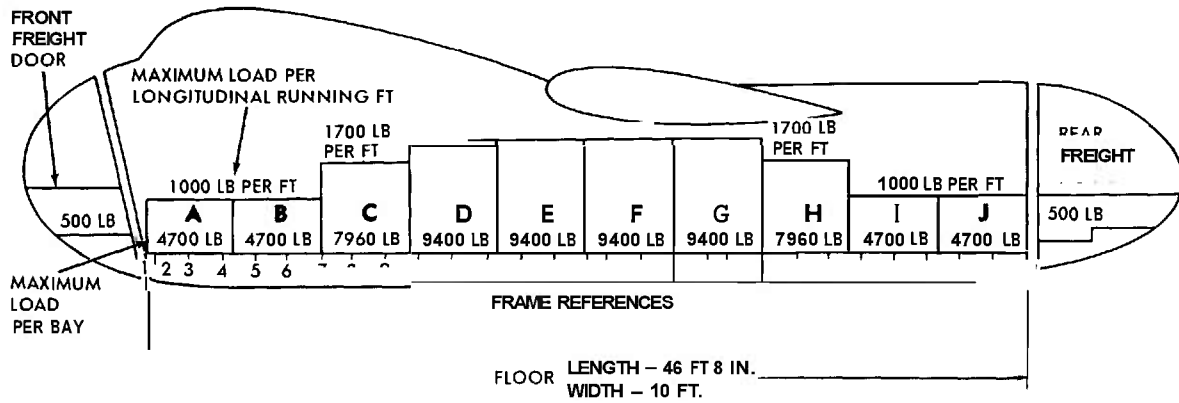 FRONT
FREIGHT
DOOR
MAXIMUM LOAD PER
LONGITUDINAL RUNNING FT
1700 LB
PER FT
1700 LB
PER FT
REAR
FREIGHT
1000 LB PER FT
1000 LB PER FT
500 LB
A
B
C
D
E
F
G
H
I
J
500 LB
4700 LB
4700 LB
7960 LB
9400 LB
9400 LB
9400 LB
9400 LB
7960 LB
4700 LB
4700 LB
2 3 4 5 6
MAXIMUM
LOAD
PER BAY
FRAME REFERENCES
FLOOR
LENGTH – 46 FT 8 IN.
WIDTH – 10 FT.